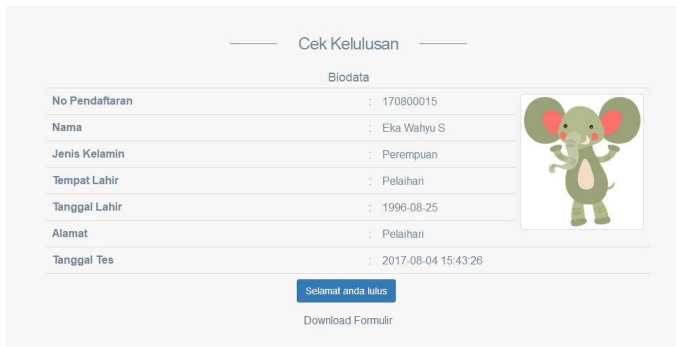 Cek Kelulusan
Biodata
No Pendaftaran : 170800015
Nama : Eka Wahyu S
Jenis Kelamin : Perempuan
Tempat Lahir : Pelaihari
Tanggal Lahir : 1996-08-25
Alamat : Pelaihari
Tanggal Tes : 2017-08-04 15:43:26
Selamat anda lulus
Download Formulir